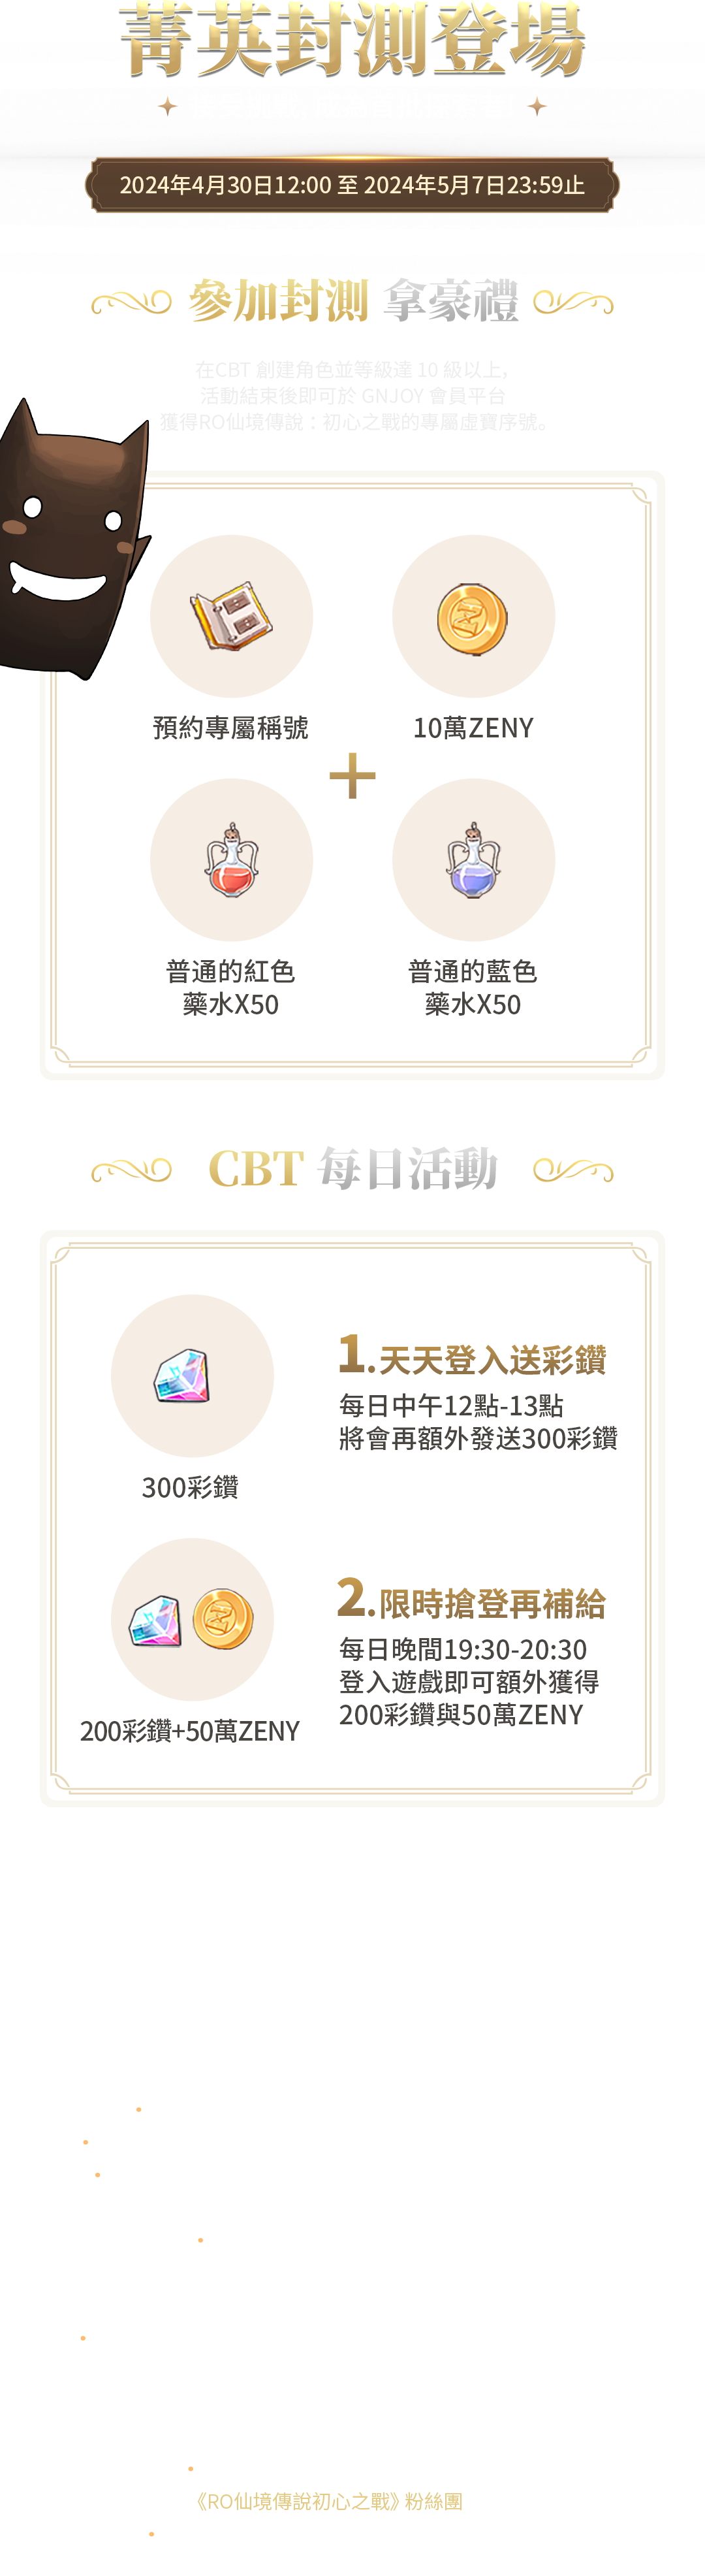 菁英封測登場
2024年4月30日12:00 至 2024年5月7日23:59止
參加封測 拿豪禮
在CBT 創建角色並等級達 10 級以上，
活動結束後即可於 GNJOY 會員平台
獲得RO仙境傳說：初心之戰的專屬虛寶序號。
預約專屬稱號
10萬ZENY
+
普通的紅色
藥水X50
普通的藍色
藥水X50
CBT 每日活動
1.天天登入送彩鑽
每日中午12點-13點
將會再額外發送300彩鑽
300彩鑽
2.限時搶登再補給
每日晚間19:30-20:30
登入遊戲即可額外獲得
200彩鑽與50萬ZENY
200彩鑽+50萬ZENY
《RO仙境傳說初心之戰》粉絲團